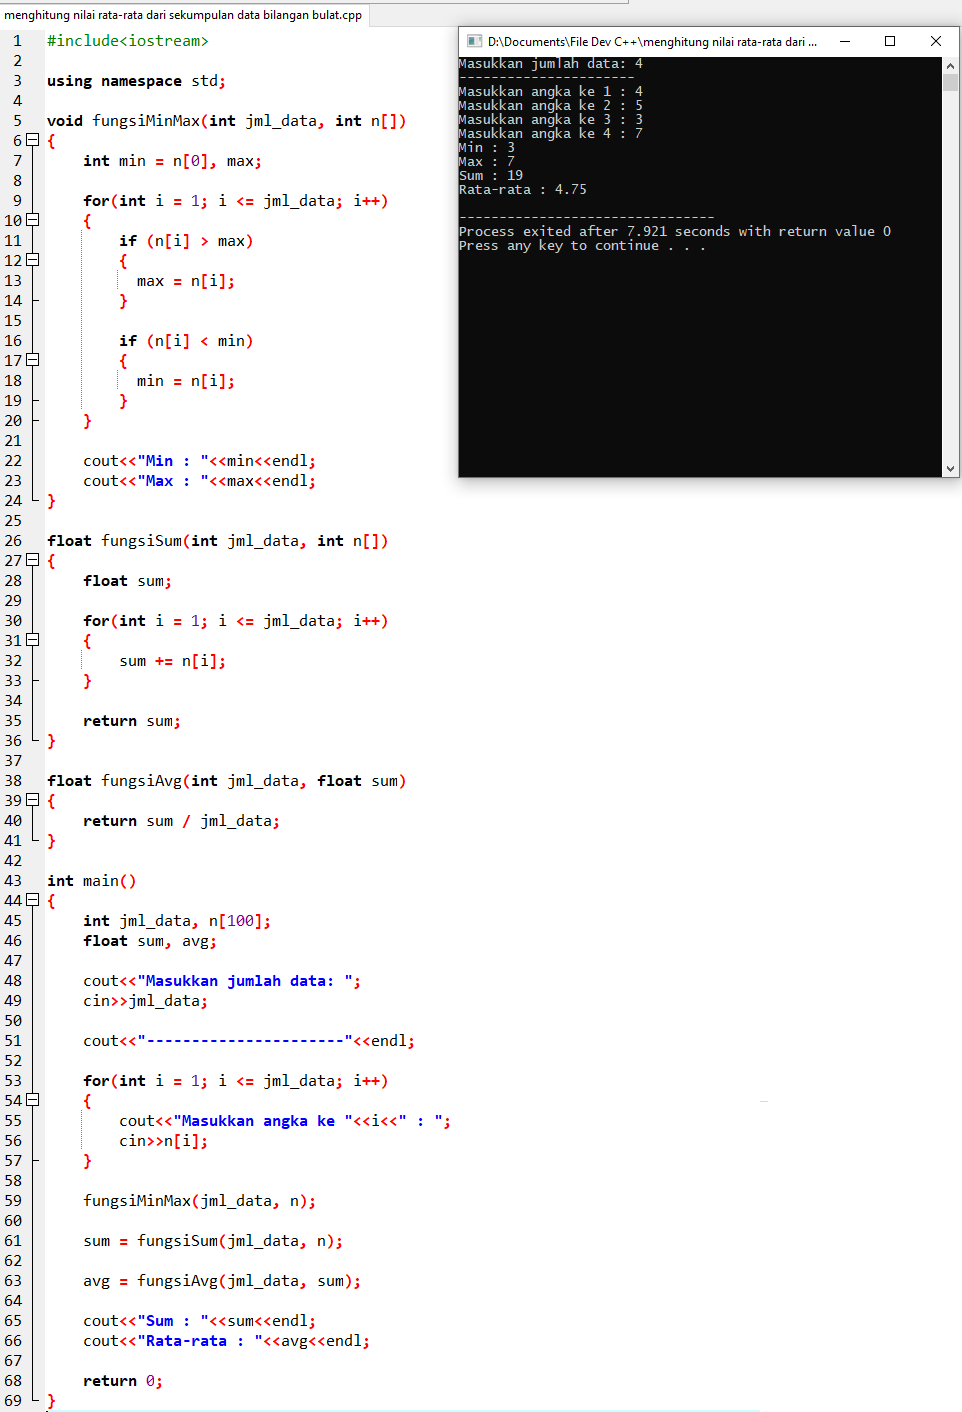 menghitung nilai rata-rata dari sekumpulan data bilangan bulat.cpp
1 #include<iostream>
2
3 using namespace std;
4
5 void fungsiMinMax(int jml_data, int n[])
6 {
7 int min = n[0], max;
8
9 for(int i = 1; i <= jml_data; i++)
10 {
11 if (n[i] > max)
12 {
13 max = n[i];
14 }
15
16 if (n[i] < min)
17 {
18 min = n[i];
19 }
20 }
21
22 cout<<"Min : "<<min<<endl;
23 cout<<"Max : "<<max<<endl;
24 }
25
26 float fungsiSum(int jml_data, int n[])
27 {
28 float sum;
29
30 for(int i = 1; i <= jml_data; i++)
31 {
32 sum += n[i];
33 }
34
35 return sum;
36 }
37
38 float fungsiAvg(int jml_data, float sum)
39 {
40 return sum / jml_data;
41 }
42
43 int main()
44 {
45 int jml_data, n[100];
46 float sum, avg;
47
48 cout<<"Masukkan jumlah data: ";
49 cin>>jml_data;
50
51 cout<<"----------------------"<<endl;
52
53 for(int i = 1; i <= jml_data; i++)
54 {
55 cout<<"Masukkan angka ke "<<i<<" : ";
56 cin>>n[i];
57 }
58
59 fungsiMinMax(jml_data, n);
60
61 sum = fungsiSum(jml_data, n);
62
63 avg = fungsiAvg(jml_data, sum);
64
65 cout<<"Sum : "<<sum<<endl;
66 cout<<"Rata-rata : "<<avg<<endl;
67
68 return 0;
69 }
D:\Documents\File Dev C++\menghitung nilai rata-rata dari ...
Masukkan jumlah data: 4
----------------------
Masukkan angka ke 1 : 4
Masukkan angka ke 2 : 5
Masukkan angka ke 3 : 3
Masukkan angka ke 4 : 7
Min : 3
Max : 7
Sum : 19
Rata-rata : 4.75
--------------------------------
Process exited after 7.921 seconds with return value 0
Press any key to continue . . .